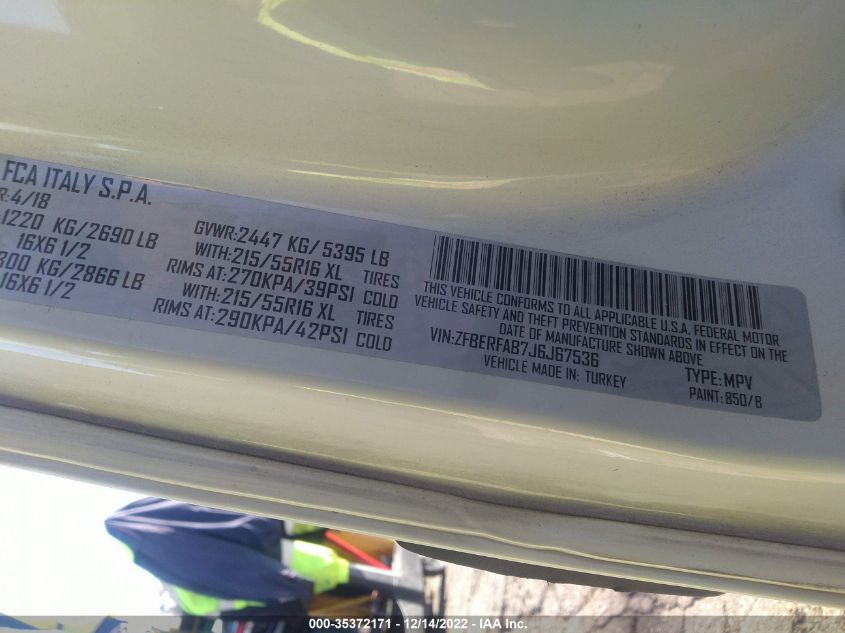 FCA ITALY S.P.A.
R:4/18
1220 KG/2690 LB
16X6 1/2
300 KG/2866 LB
16X6 1/2
GVWR:2447 KG/ 5395 LB
WITH:215/55R16 XL TIRES
RIMS AT:270KPA/39PSI COLD
WITH:215/55R16 XL TIRES
RIMS AT:290KPA/42PSI COLD
THIS VEHICLE CONFORMS TO ALL APPLICABLE U.S.A. FEDERAL MOTOR
VEHICLE SAFETY AND THEFT PREVENTION STANDARDS IN EFFECT ON THE
DATE OF MANUFACTURE SHOWN ABOVE
VIN:ZFBERFAB7J6J67536
TYPE:MPV
VEHICLE MADE IN: TURKEY
PAINT:850/B
000-35372171 - 12/14/2022 - IAA Inc.